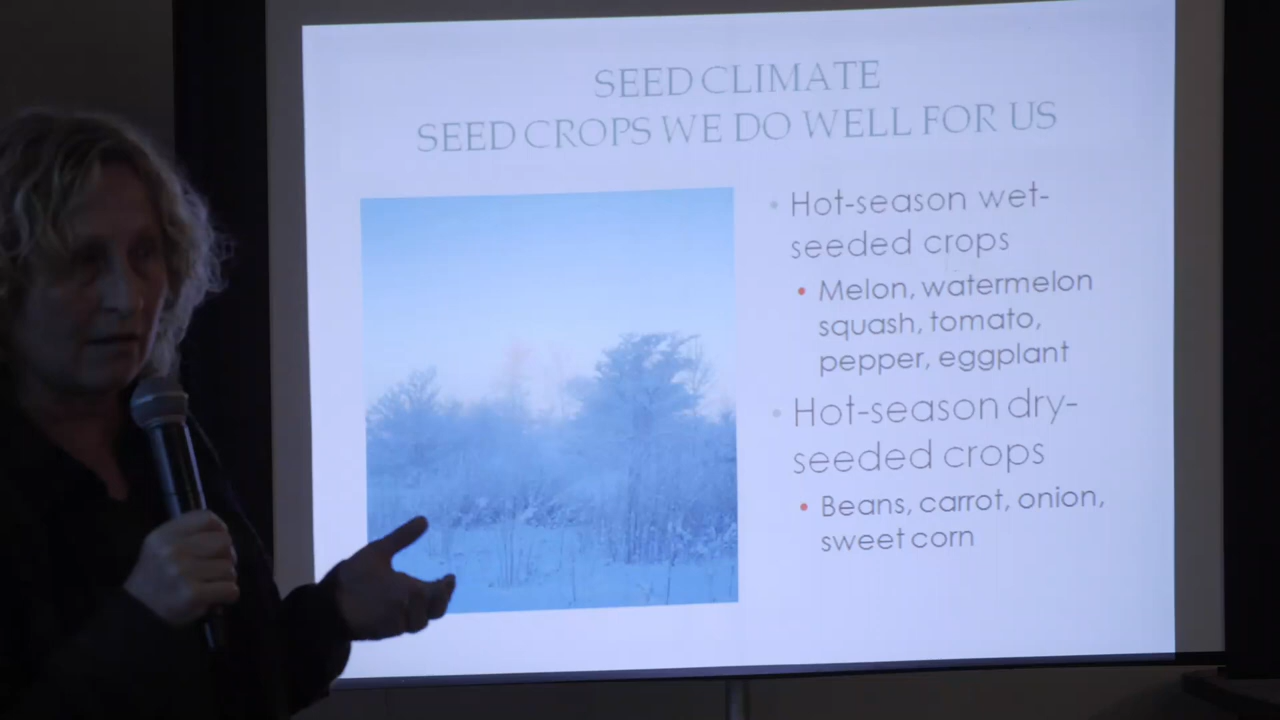 SEED CLIMATE
SEED CROPS WE DO WELL FOR US
• Hot-season wet-
seeded crops
• Melon, watermelon
squash, tomato,
pepper, eggplant
• Hot-season dry-
seeded crops
• Beans, carrot, onion,
sweet corn